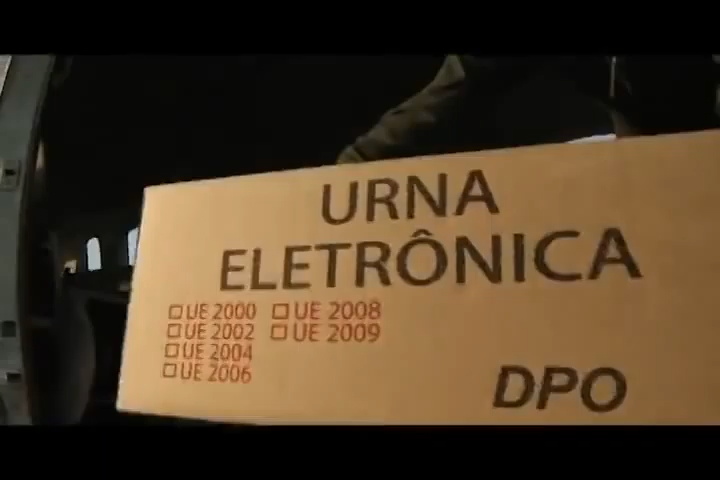 URNA
ELETRÔNICA
☐ UE 2000 ☐ UE 2008
☐ UE 2002 ☐ UE 2009
☐ UE 2004
☐ UE 2006
DPO